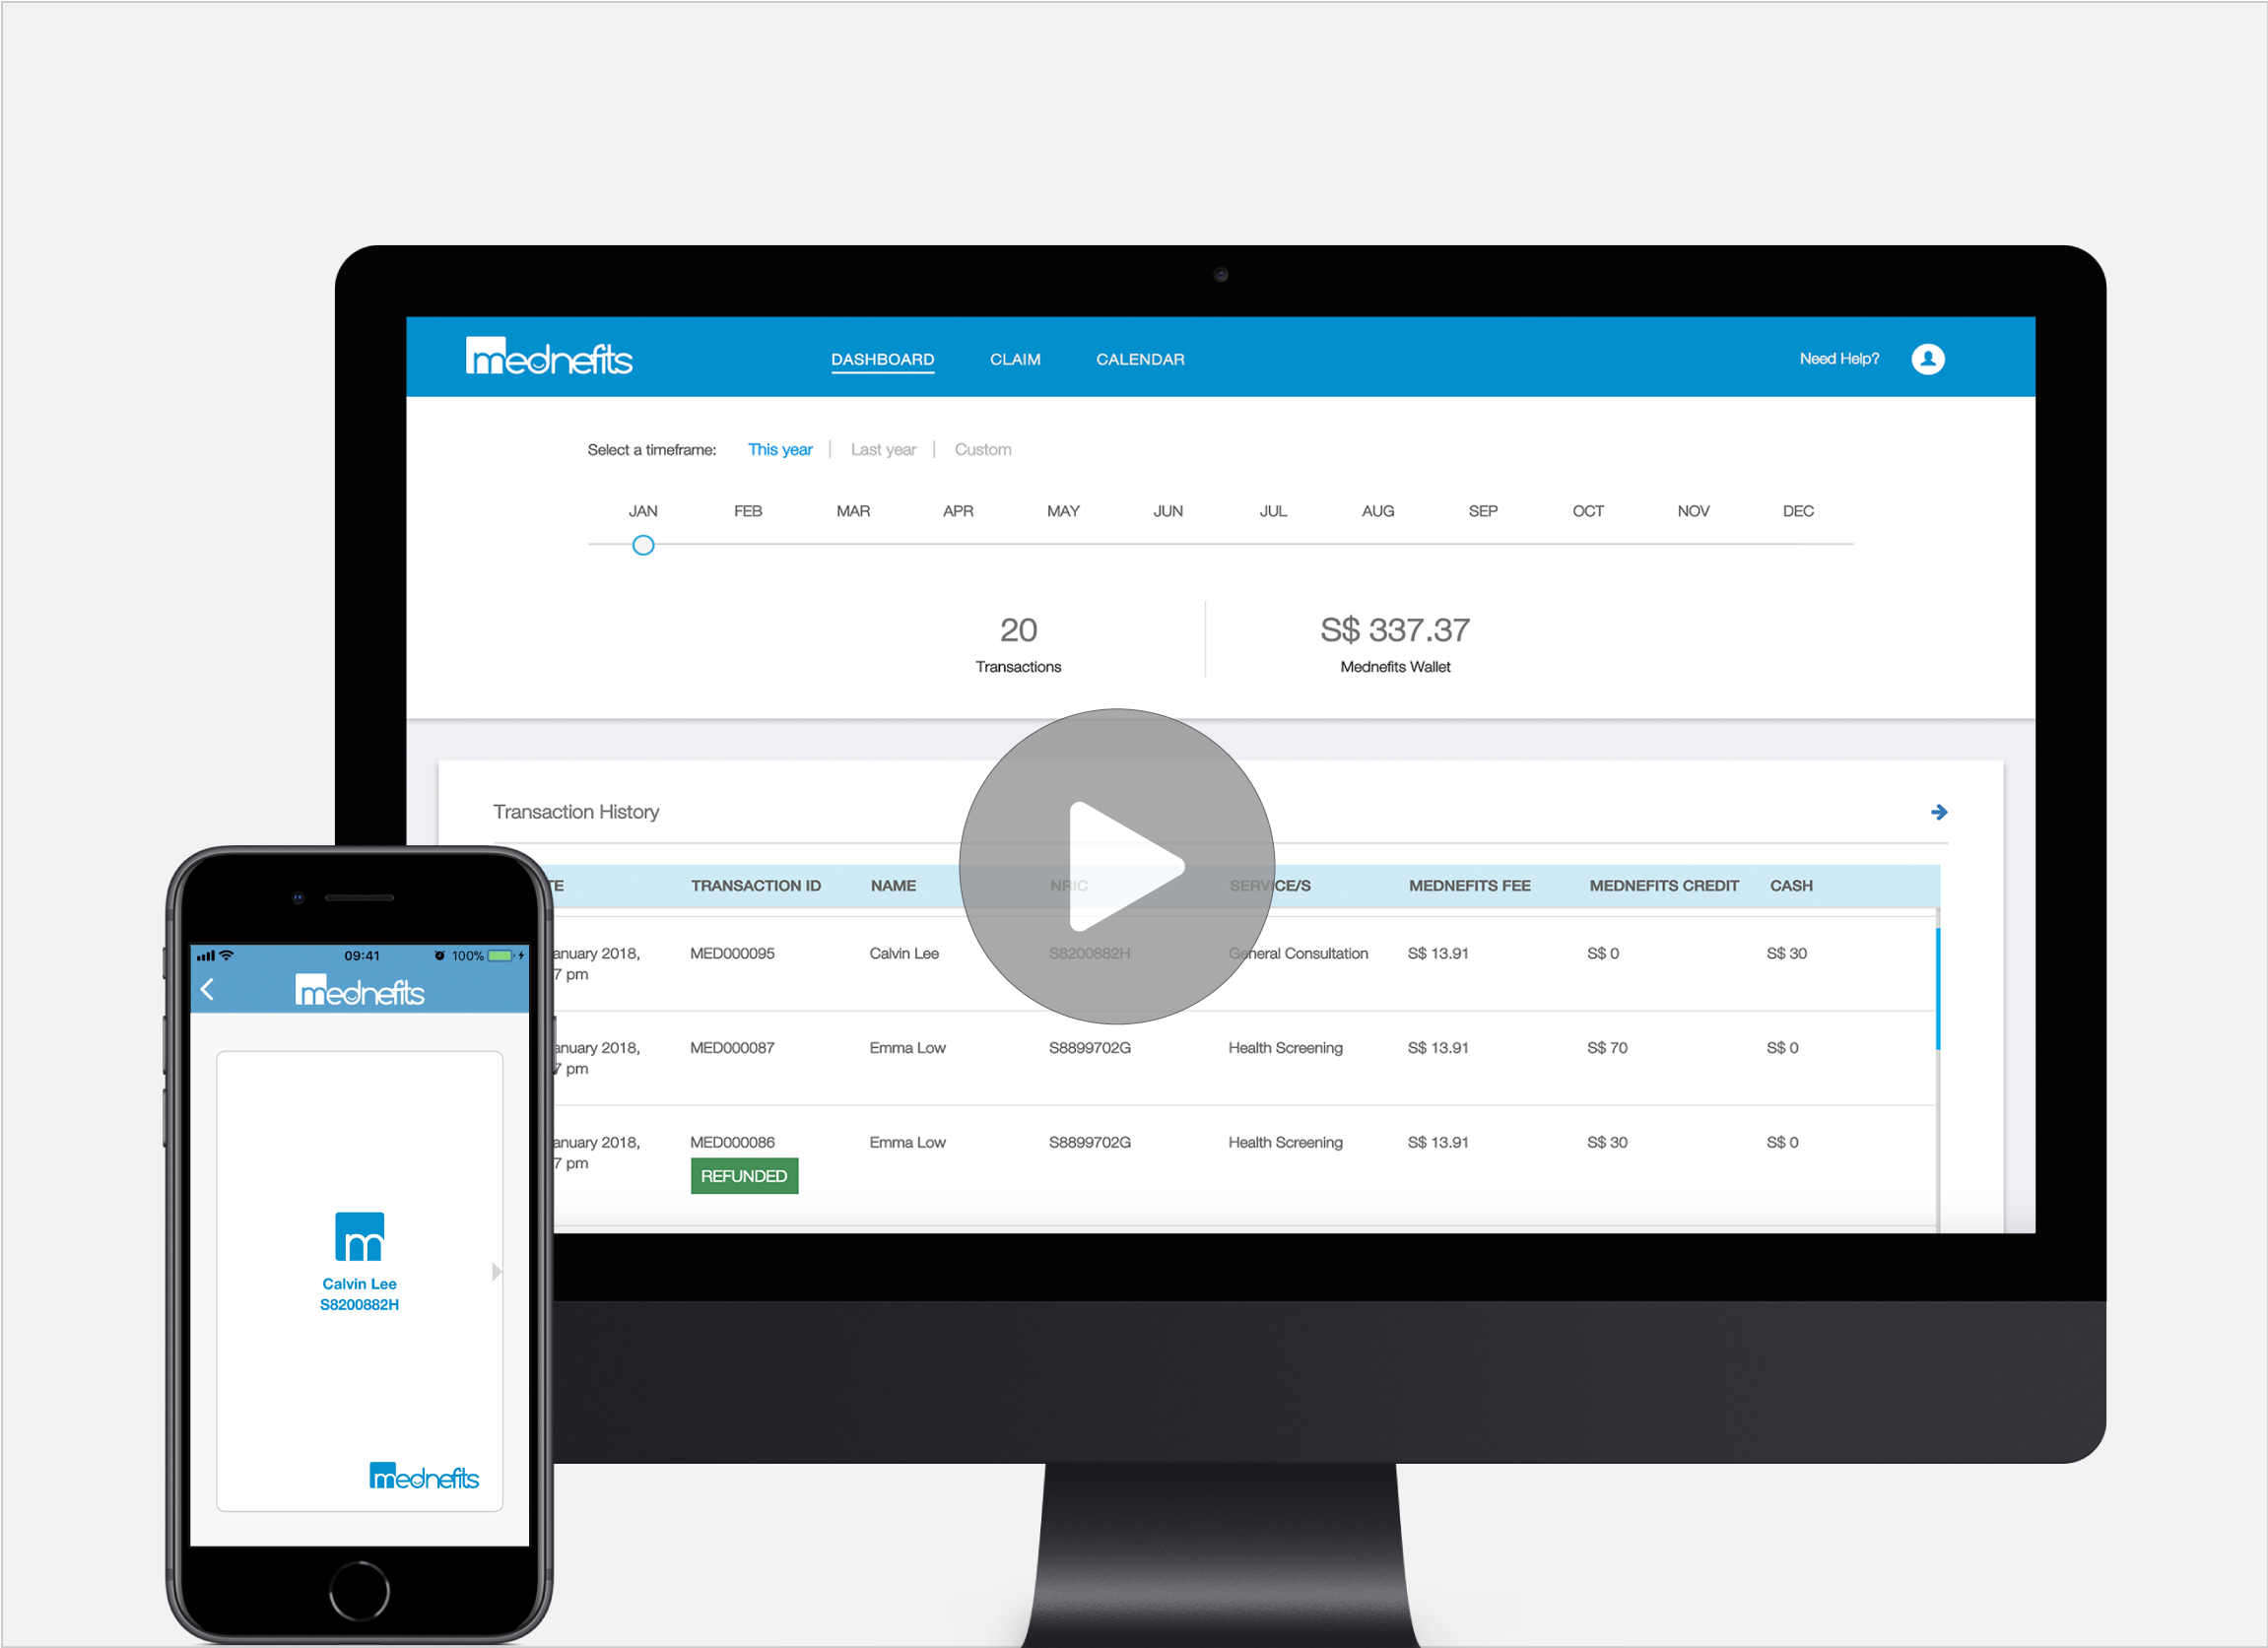 mednefits DASHBOARD CLAIM CALENDAR Need Help?
Select a timeframe: This year | Last year | Custom
JAN FEB MAR APR MAY JUN JUL AUG SEP OCT NOV DEC
20 S$ 337.37
Transactions Mednefits Wallet
Transaction History
TE TRANSACTION ID NAME NRIC SERVICE/S MEDNEFITS FEE MEDNEFITS CREDIT CASH
anuary 2018, MED000095 Calvin Lee S8200882H General Consultation S$ 13.91 S$ 0 S$ 30
7 pm
anuary 2018, MED000087 Emma Low S8899702G Health Screening S$ 13.91 S$ 70 S$ 0
7 pm
anuary 2018, MED000086 Emma Low S8899702G Health Screening S$ 13.91 S$ 30 S$ 0
7 pm
REFUNDED
09:41 100%
mednefits
m
Calvin Lee
S8200882H
mednefits